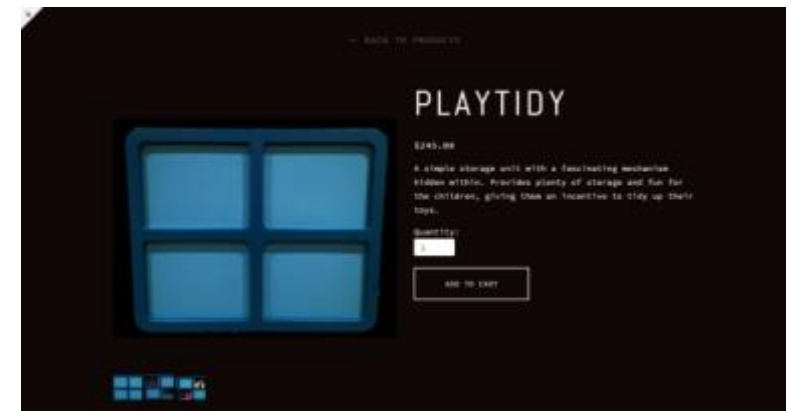 ← BACK TO PRODUCTS
PLAYTIDY
$245.00
A simple storage unit with a fascinating mechanism
hidden within. Provides plenty of storage and fun for
the children, giving them an incentive to tidy up their
toys.
Quantity:
1
ADD TO CART